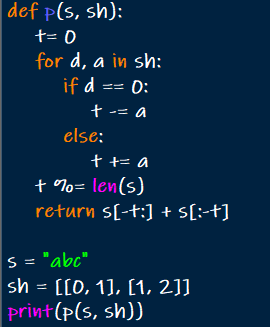 def p(s, sh):
    t= 0
    for d, a in sh:
        if d == 0:
            t -= a
        else:
            t += a
    t %= len(s)
    return s[-t:] + s[:-t]

s = "abc"
sh = [[0, 1], [1, 2]]
print(p(s, sh))